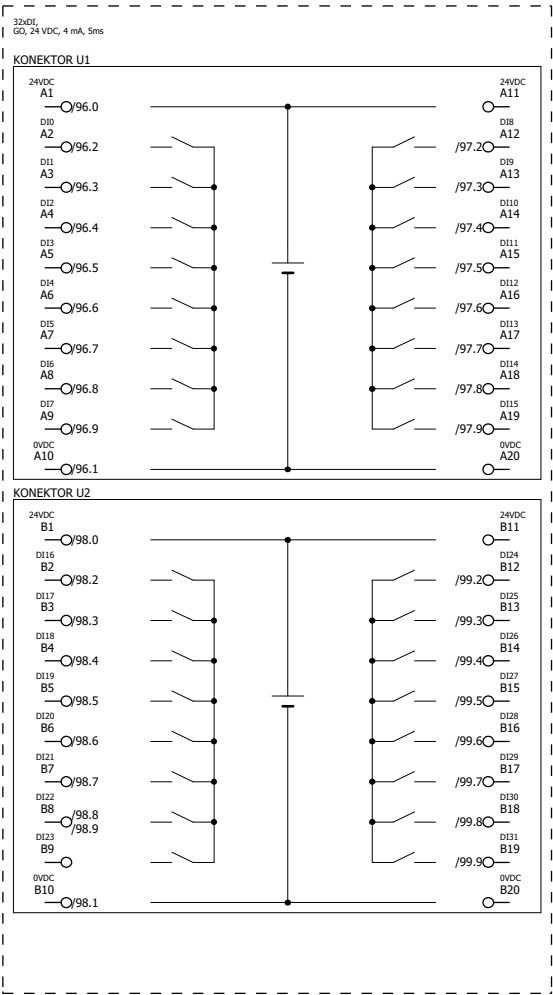 32xDI,
GO, 24 VDC, 4 mA, 5ms
KONEKTOR U1
24VDC 24VDC
A1 A11
/96.0
DI0 DI8
A2 A12
/96.2 /97.2
DI1 DI9
A3 A13
/96.3 /97.3
DI2 DI10
A4 A14
/96.4 /97.4
DI3 DI11
A5 A15
/96.5 /97.5
DI4 DI12
A6 A16
/96.6 /97.6
DI5 DI13
A7 A17
/96.7 /97.7
DI6 DI14
A8 A18
/96.8 /97.8
DI7 DI15
A9 A19
/96.9 /97.9
0VDC 0VDC
A10 A20
/96.1
KONEKTOR U2
24VDC 24VDC
B1 B11
/98.0
DI16 DI24
B2 B12
/98.2 /99.2
DI17 DI25
B3 B13
/98.3 /99.3
DI18 DI26
B4 B14
/98.4 /99.4
DI19 DI27
B5 B15
/98.5 /99.5
DI20 DI28
B6 B16
/98.6 /99.6
DI21 DI29
B7 B17
/98.7 /99.7
DI22 DI30
B8 B18
/98.8
/98.9 /99.8
DI23 DI31
B9 B19
/99.9
0VDC 0VDC
B10 B20
/98.1